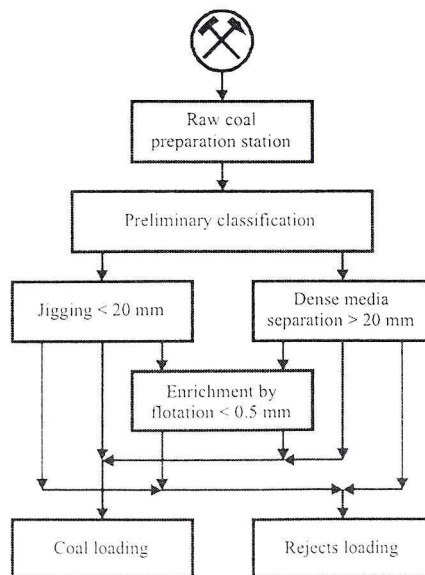 Raw coal
preparation station
Preliminary classification
Jigging < 20 mm
Dense media
separation > 20 mm
Enrichment by
flotation < 0.5 mm
Coal loading
Rejects loading